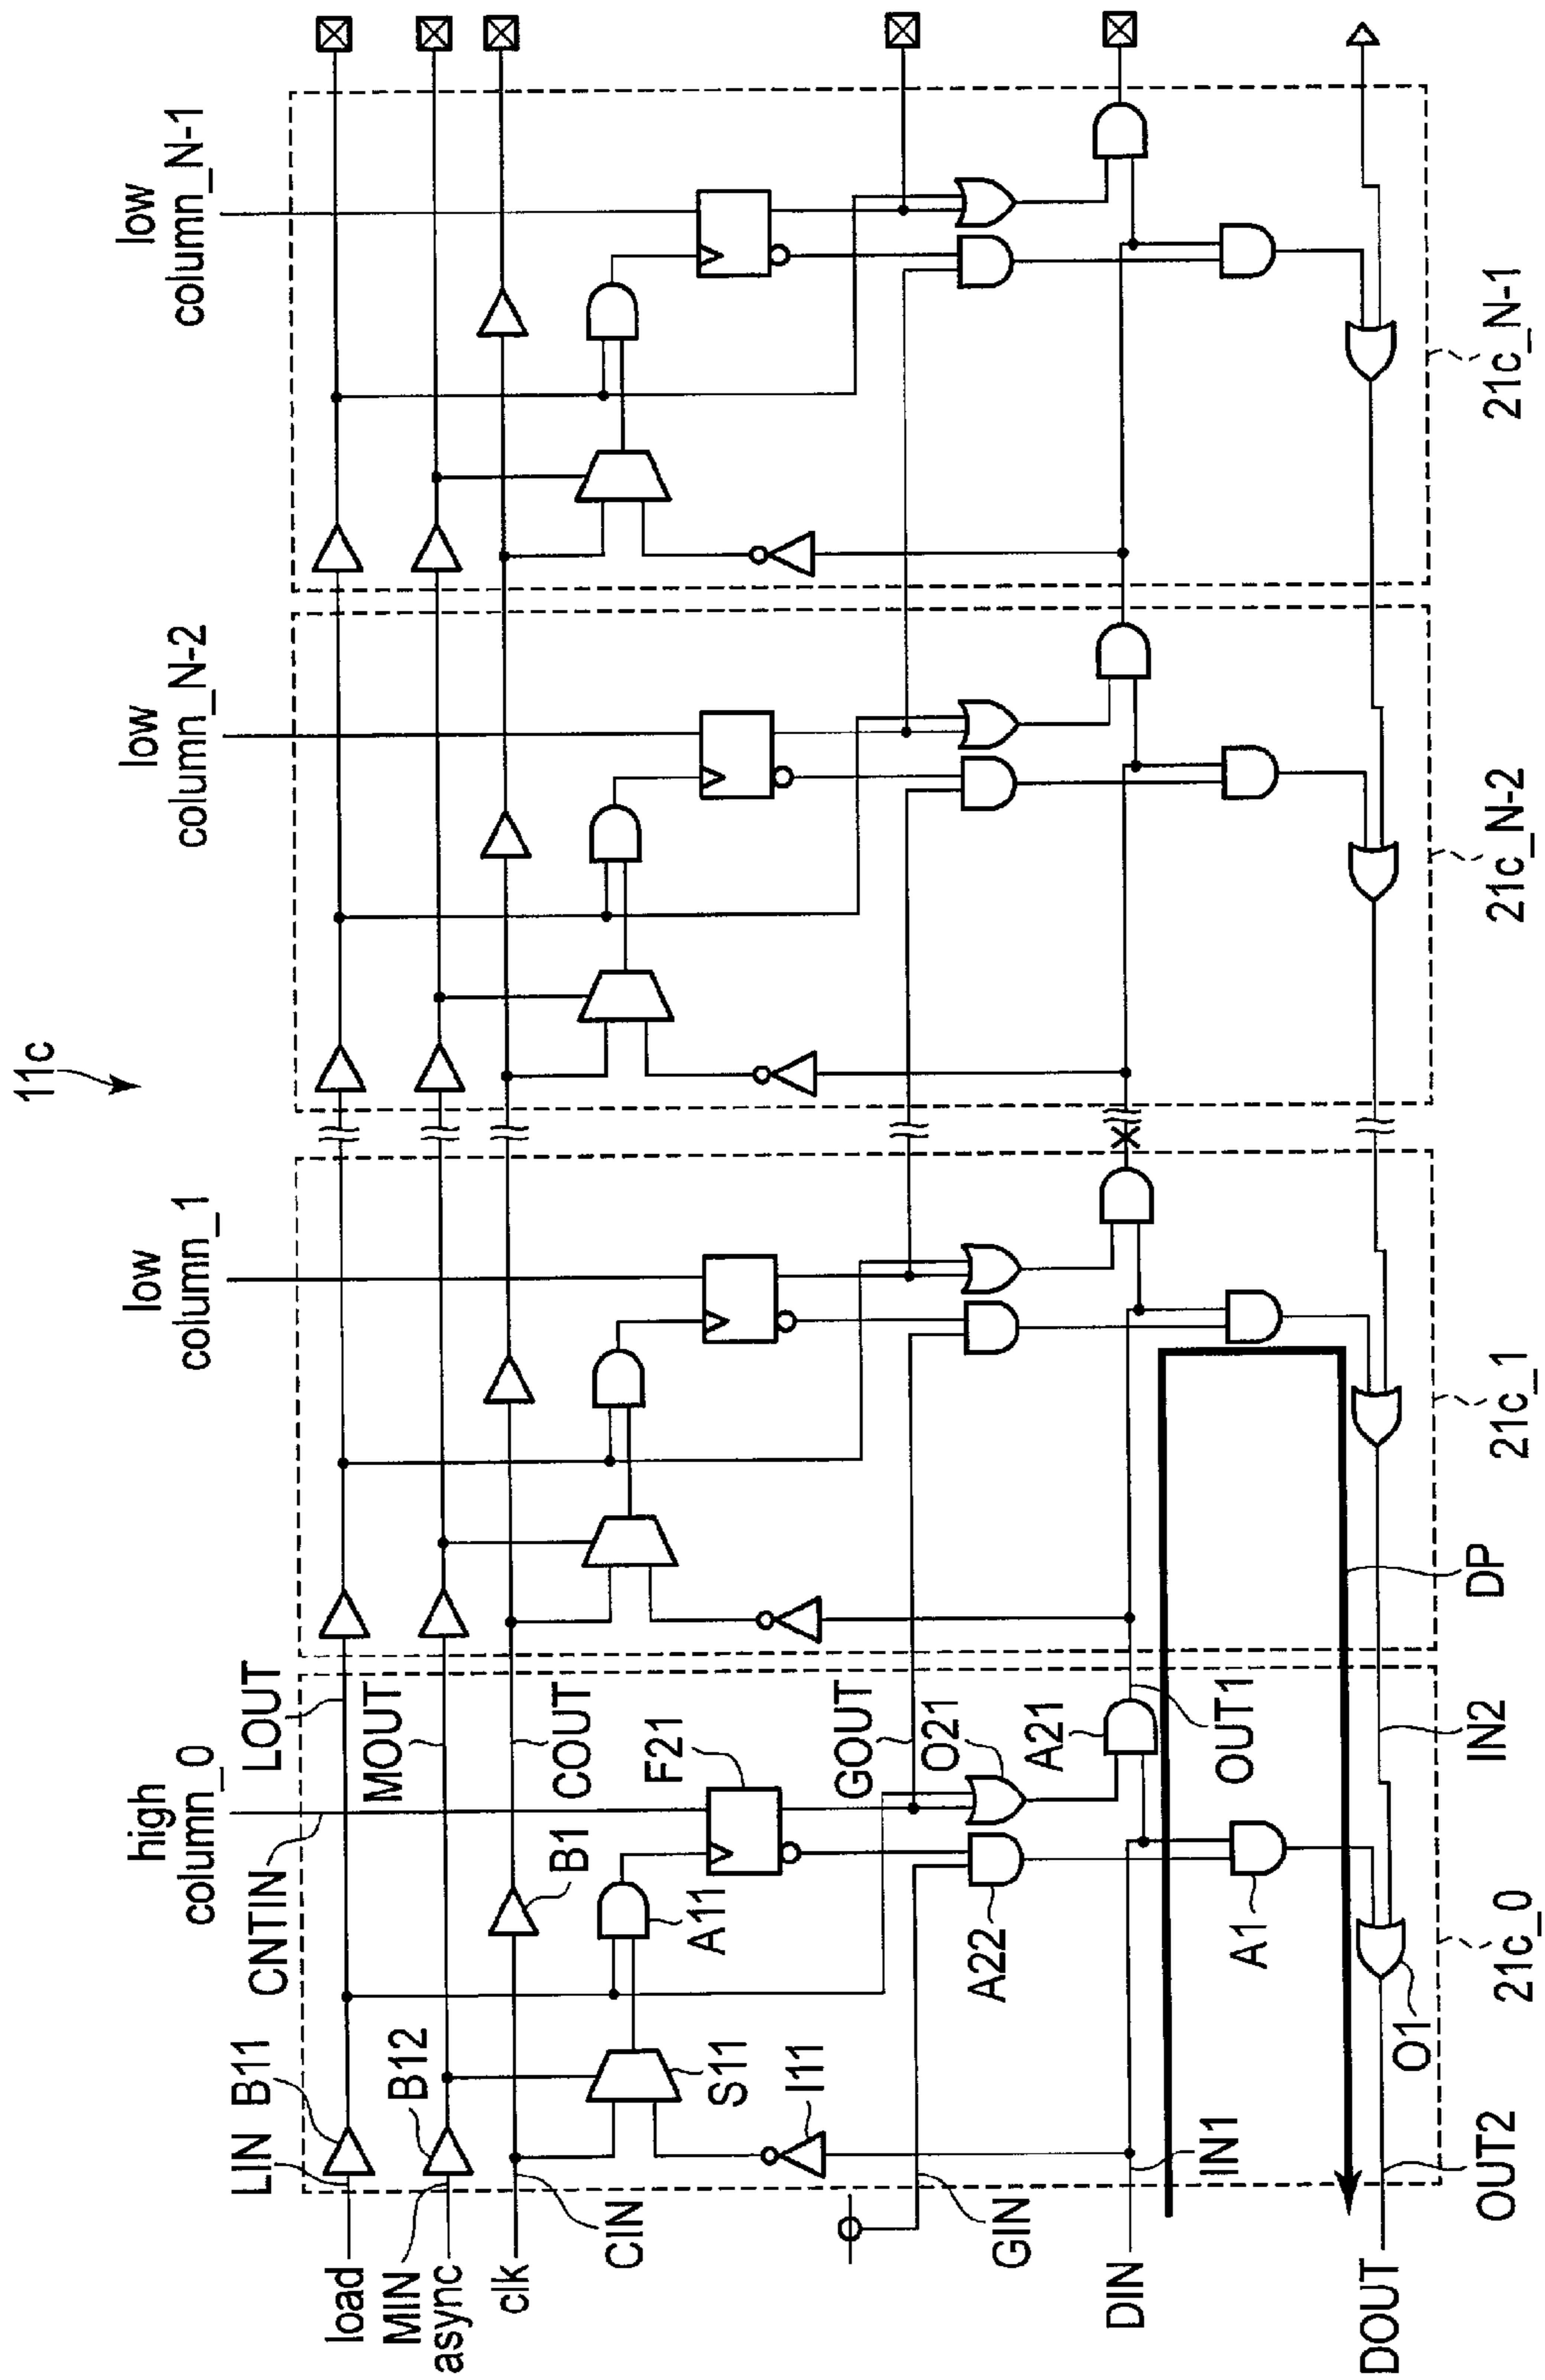 11c
high
column_0
low
column_1
low
column_N-2
low
column_N-1
CNTIN
LIN
B11
LOUT
load
MIN
B12
MOUT
async
clk
CIN
B1
COUT
A11
S11
I11
F21
GOUT
O21
A22
A21
GIN
IN1
OUT1
DIN
A1
O1
IN2
DP
OUT2
DOUT
21c_0
21c_1
21c_N-2
21c_N-1